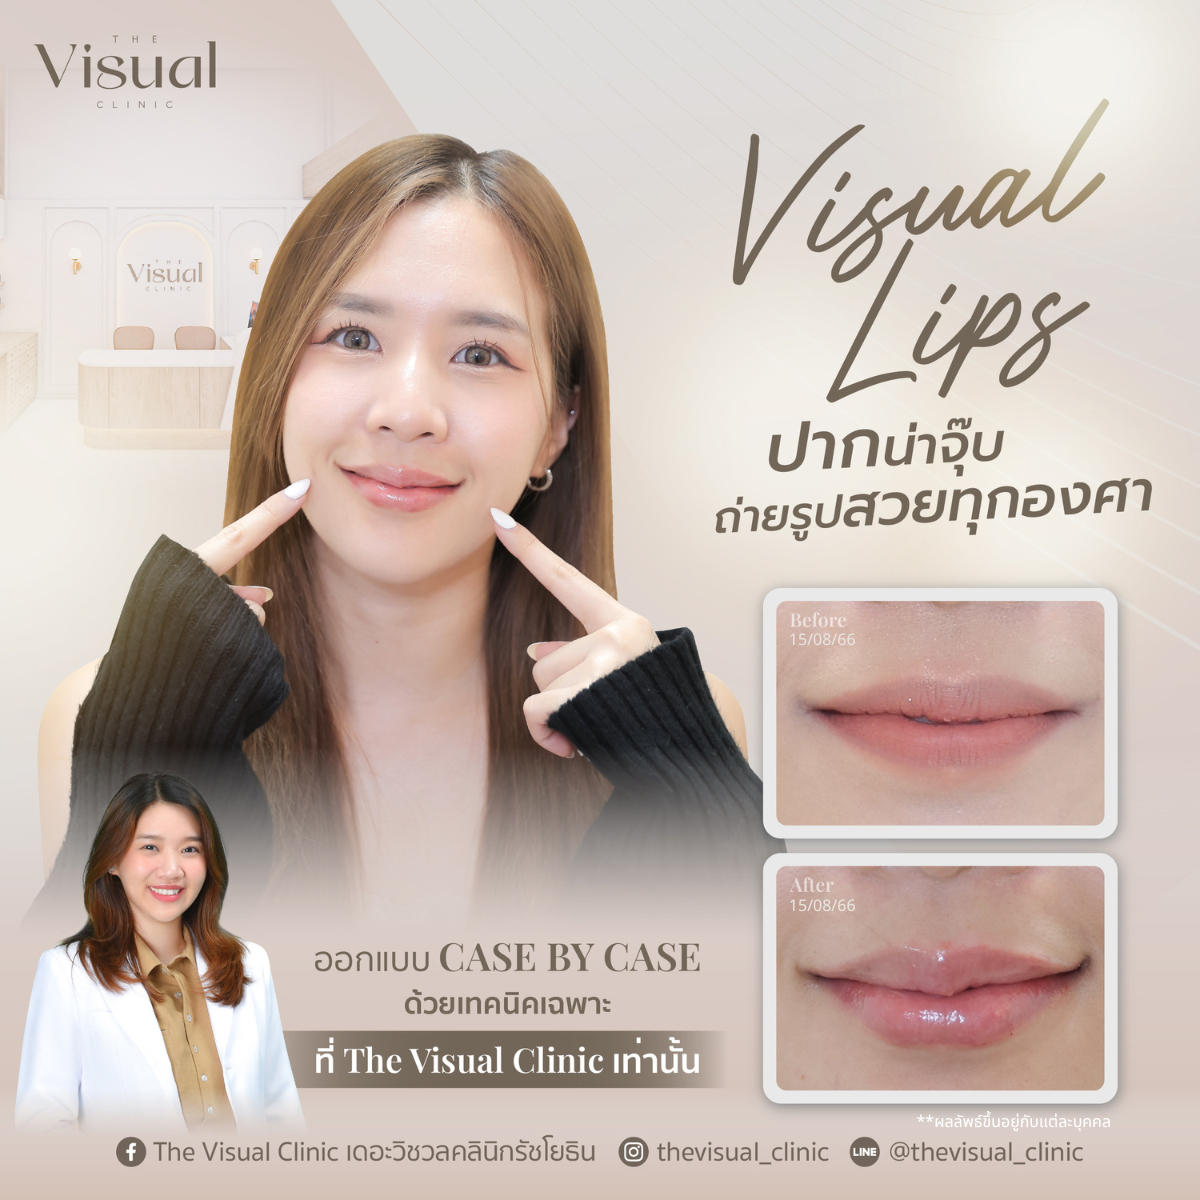 THE
Visual
CLINIC
THE
Visual
CLINIC
Visual
Lips
ปากน่าจุ๊บ
ถ่ายรูปสวยทุกองศา
Before
15/08/66
After
15/08/66
ออกแบบ CASE BY CASE
ด้วยเทคนิคเฉพาะ
ที่ The Visual Clinic เท่านั้น
**ผลลัพธ์ขึ้นอยู่กับแต่ละบุคคล
The Visual Clinic เดอะวิชวลคลินิกรัชโยธิน thevisual_clinic LINE @thevisual_clinic